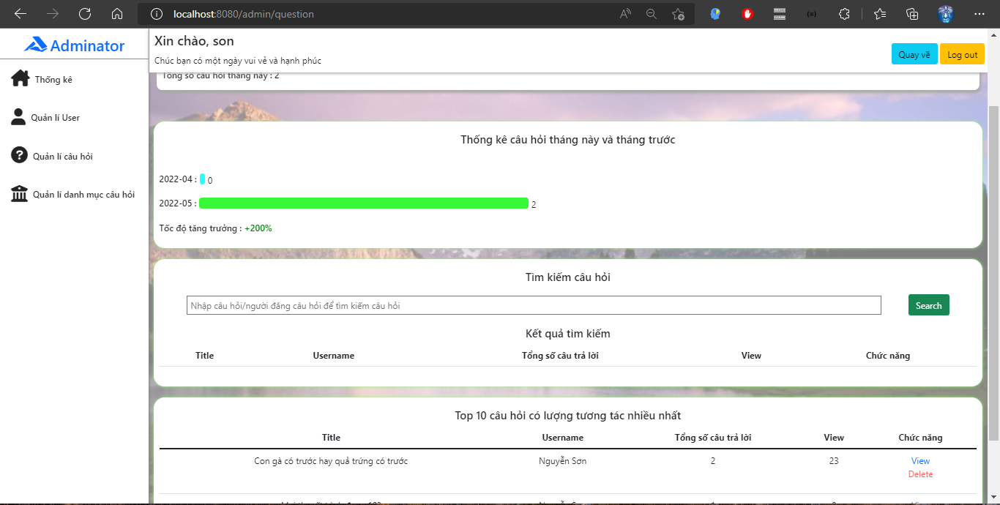 localhost:8080/admin/question
Adminator
Xin chào, son
Chúc bạn có một ngày vui vẻ và hạnh phúc
Quay về
Log out
Thống kê
Quản lí User
Quản lí câu hỏi
Quản lí danh mục câu hỏi
Tổng số câu hỏi tháng này : 2
Thống kê câu hỏi tháng này và tháng trước
2022-04 : 0
2022-05 : 2
Tốc độ tăng trưởng : +200%
Tìm kiếm câu hỏi
Nhập câu hỏi/người đăng câu hỏi để tìm kiếm câu hỏi
Search
Kết quả tìm kiếm
Title Username Tổng số câu trả lời View Chức năng
Top 10 câu hỏi có lượng tương tác nhiều nhất
Title Username Tổng số câu trả lời View Chức năng
Con gà có trước hay quả trứng có trước Nguyễn Sơn 2 23 View
Delete